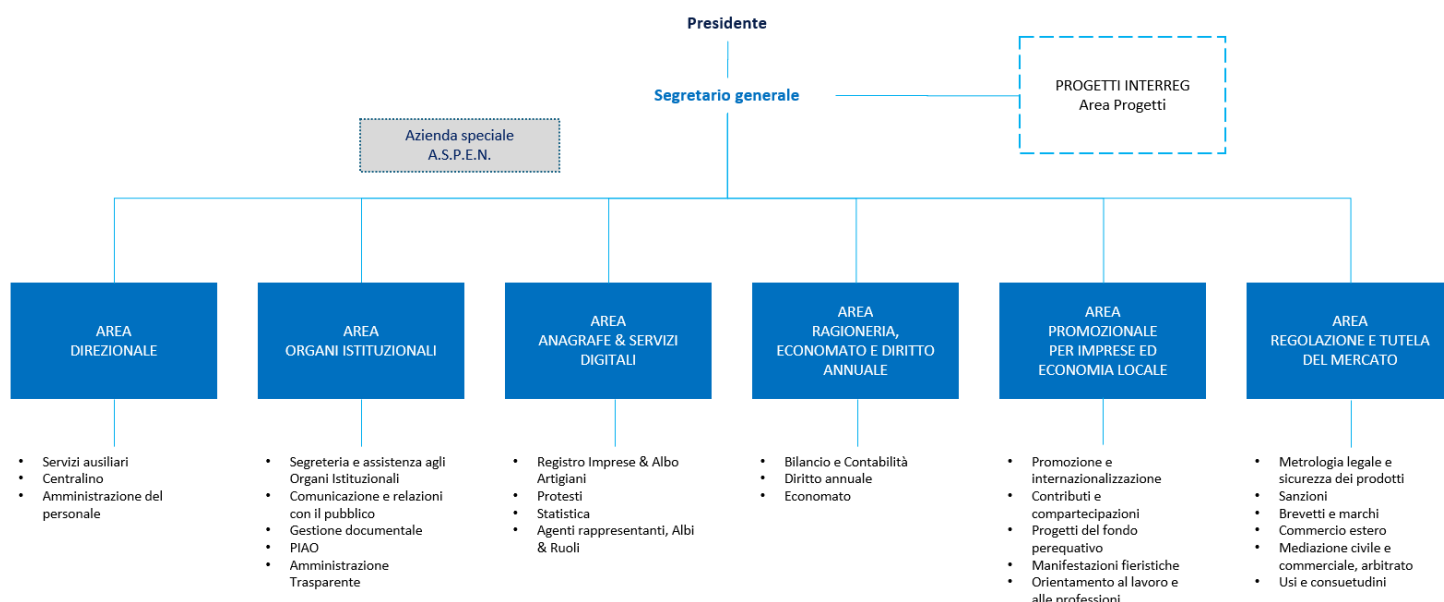 Presidente
Segretario generale
PROGETTI INTERREG
Area Progetti
Azienda speciale
A.S.P.E.N.
AREA
DIREZIONALE
AREA
ORGANI ISTITUZIONALI
AREA
ANAGRAFE & SERVIZI
DIGITALI
AREA
RAGIONERIA,
ECONOMATO E DIRITTO
ANNUALE
AREA
PROMOZIONALE
PER IMPRESE ED
ECONOMIA LOCALE
AREA
REGOLAZIONE E TUTELA
DEL MERCATO
• Servizi ausiliari
• Centralino
• Amministrazione del
personale
• Segreteria e assistenza agli
Organi Istituzionali
• Comunicazione e relazioni
con il pubblico
• Gestione documentale
• PIAO
• Amministrazione
Trasparente
• Registro Imprese & Albo
Artigiani
• Protesti
• Statistica
• Agenti rappresentanti, Albi
& Ruoli
• Bilancio e Contabilità
• Diritto annuale
• Economato
• Promozione e
internazionalizzazione
• Contributi e
compartecipazioni
• Progetti del fondo
perequativo
• Manifestazioni fieristiche
• Orientamento al lavoro e
alle professioni
• Metrologia legale e
sicurezza dei prodotti
• Sanzioni
• Brevetti e marchi
• Commercio estero
• Mediazione civile e
commerciale, arbitrato
• Usi e consuetudini